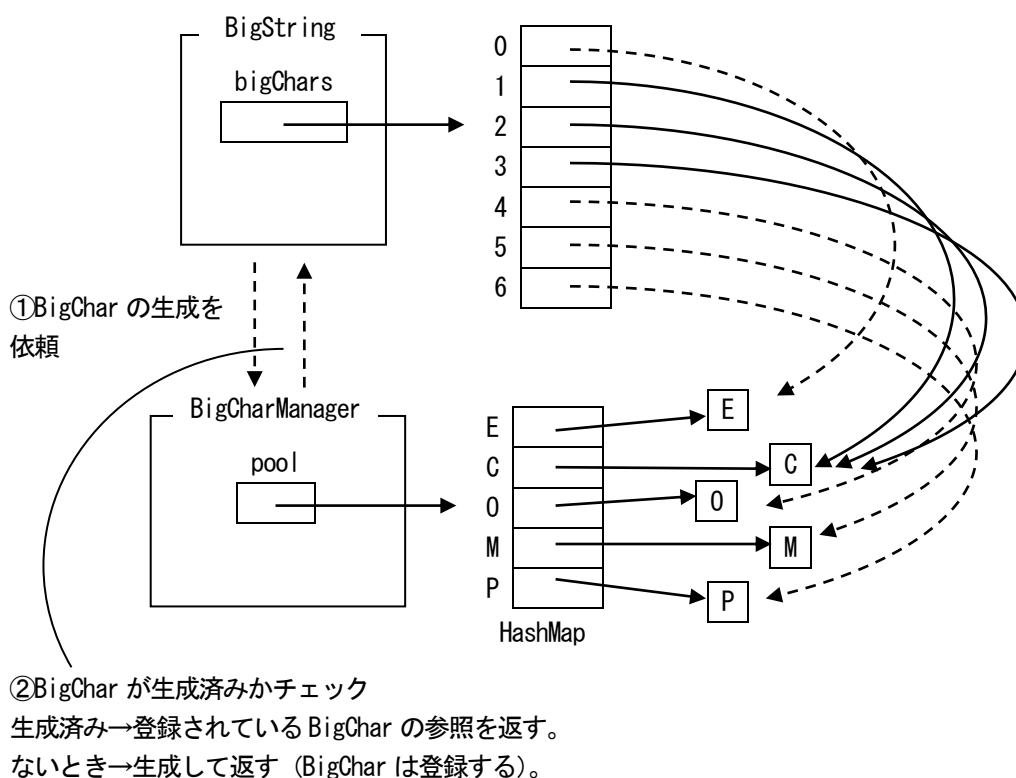 BigString
bigChars
0
1
2
3
4
5
6
①BigChar の生成を
依頼
BigCharManager
pool
E
C
O
M
P
HashMap
E
C
O
M
P
②BigChar が生成済みかチェック
生成済み→登録されている BigChar の参照を返す。
ないとき→生成して返す（BigChar は登録する）。